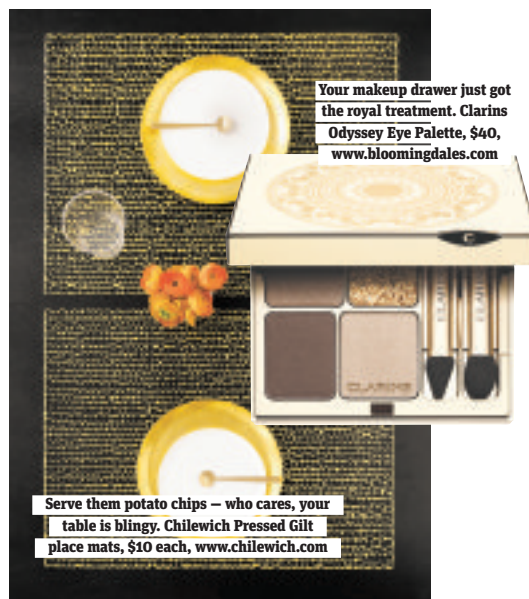 Your makeup drawer just got
the royal treatment. Clarins
Odyssey Eye Palette, $40,
www.bloomingdales.com
CLARINS
Serve them potato chips — who cares, your
table is blingy. Chilewich Pressed Gilt
place mats, $10 each, www.chilewich.com